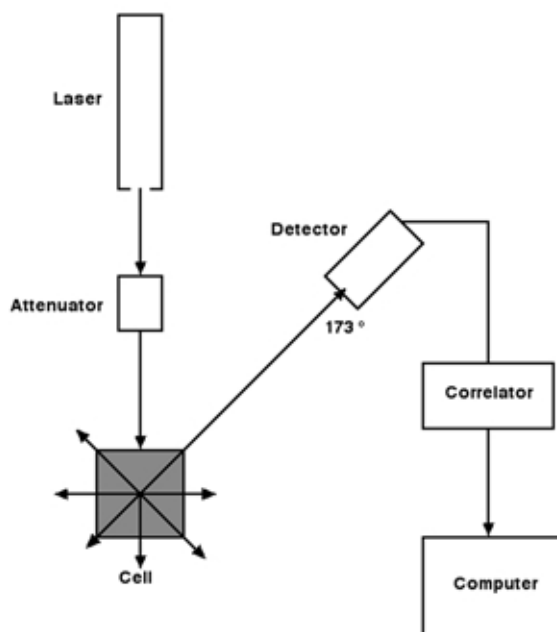 Laser
Detector
Attenuator
173 °
Correlator
Cell
Computer